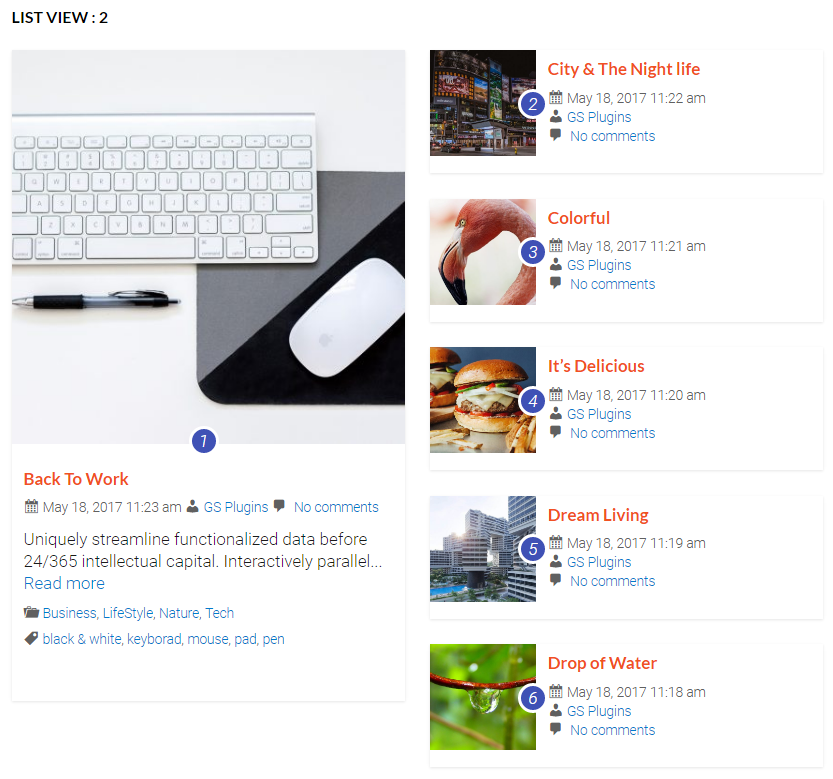 LIST VIEW : 2
1
Back To Work
May 18, 2017 11:23 am GS Plugins No comments
Uniquely streamline functionalized data before
24/365 intellectual capital. Interactively parallel...
Read more
Business, LifeStyle, Nature, Tech
black & white, keyborad, mouse, pad, pen
2
City & The Night life
May 18, 2017 11:22 am
GS Plugins
No comments
3
Colorful
May 18, 2017 11:21 am
GS Plugins
No comments
4
It's Delicious
May 18, 2017 11:20 am
GS Plugins
No comments
5
Dream Living
May 18, 2017 11:19 am
GS Plugins
No comments
6
Drop of Water
May 18, 2017 11:18 am
GS Plugins
No comments